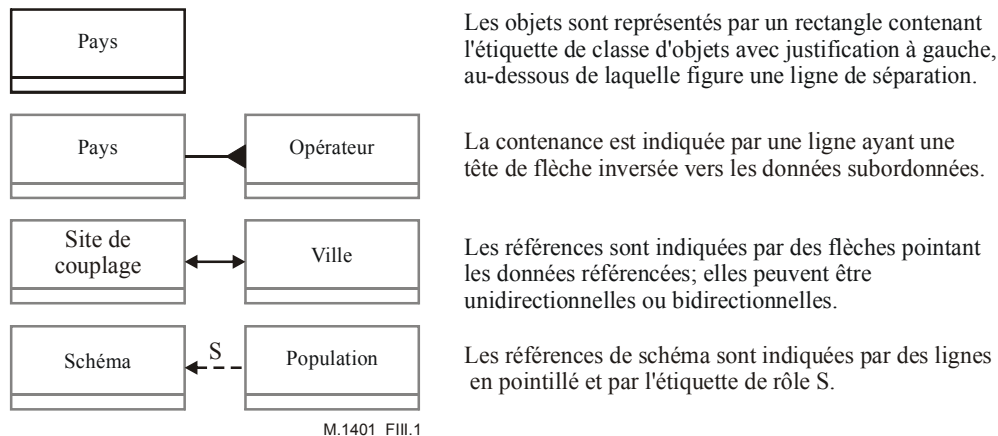 Pays
Les objets sont représentés par un rectangle contenant
l'étiquette de classe d'objets avec justification à gauche,
au-dessous de laquelle figure une ligne de séparation.
Pays
Opérateur
La contenance est indiquée par une ligne ayant une
tête de flèche inversée vers les données subordonnées.
Site de
couplage
Ville
Les références sont indiquées par des flèches pointant
les données référencées; elles peuvent être
unidirectionnelles ou bidirectionnelles.
Schéma
S
Population
Les références de schéma sont indiquées par des lignes
en pointillé et par l'étiquette de rôle S.
M.1401_FIII.1